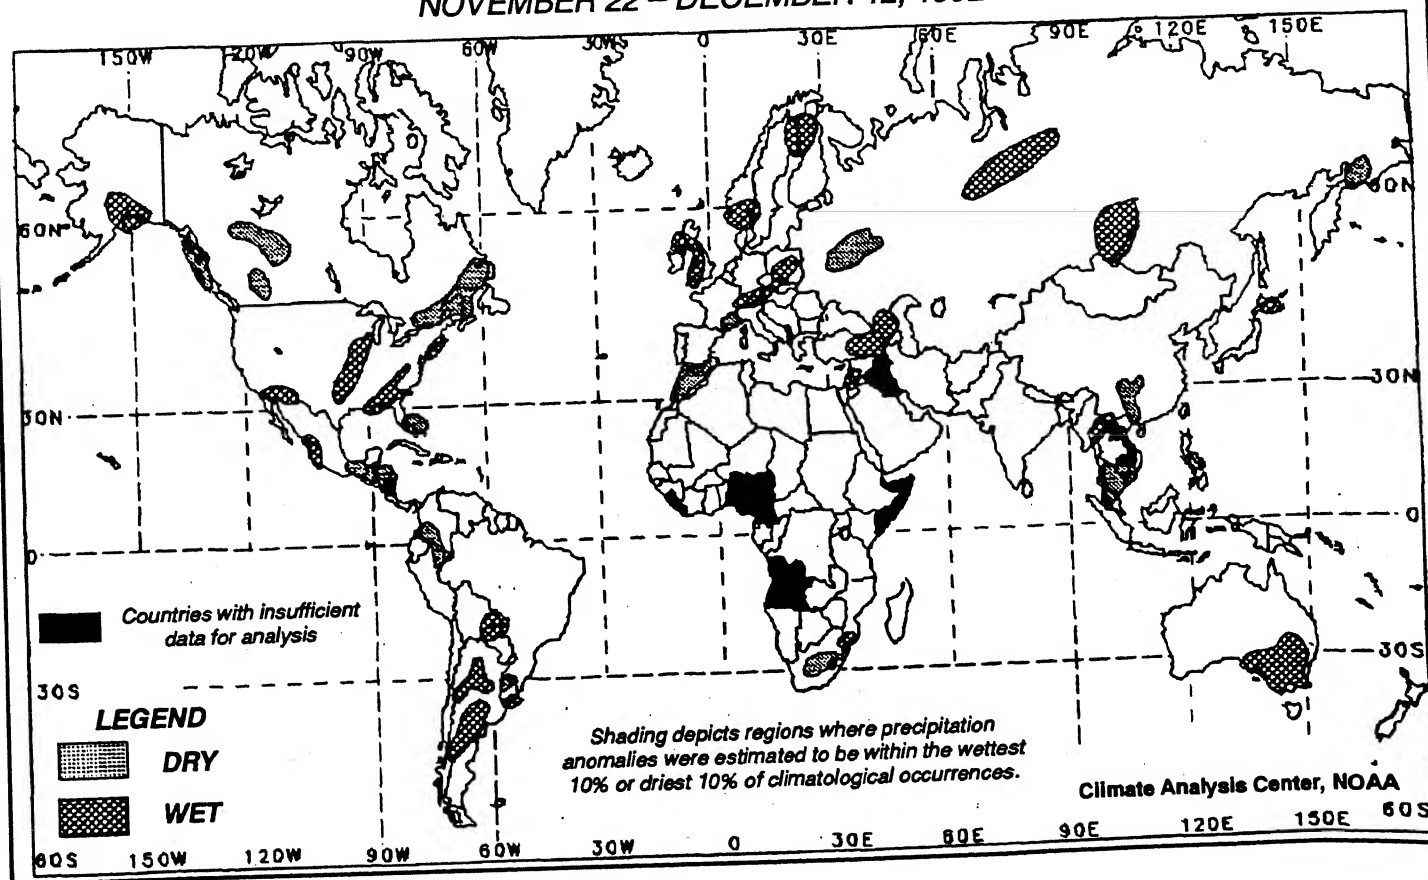 NOVEMBER 22 – DECEMBER 12,
150W 120W 90W 60W 30W 0 30E 60E 90E 120E 150E
60N 60N
30N 30N
0 0
Countries with insufficient
data for analysis
30S 30S
LEGEND
DRY
WET
Shading depicts regions where precipitation
anomalies were estimated to be within the wettest
10% or driest 10% of climatological occurrences.
Climate Analysis Center, NOAA
60S 150W 120W 90W 60W 30W 0 30E 60E 90E 120E 150E 60S